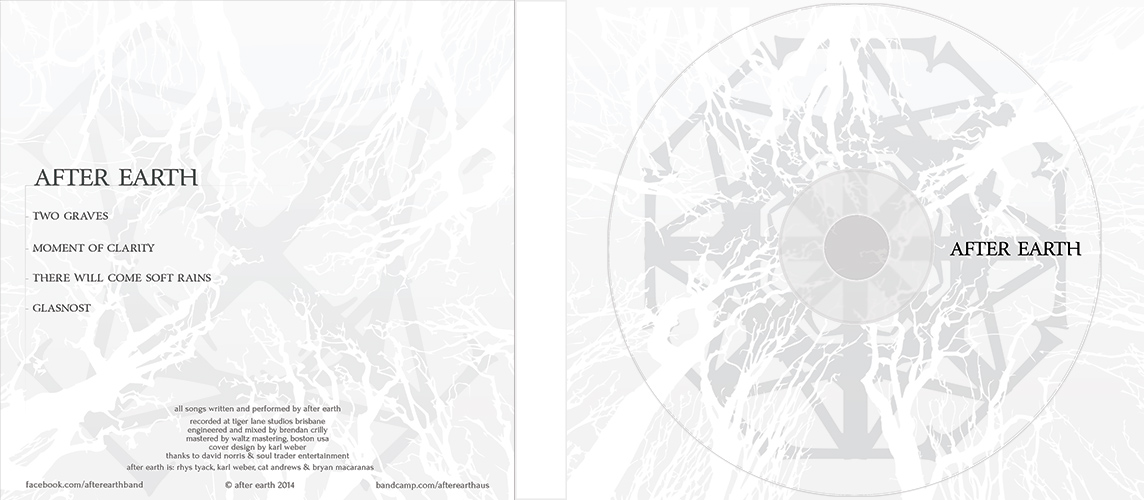 AFTER EARTH
TWO GRAVES
MOMENT OF CLARITY
THERE WILL COME SOFT RAINS
GLASNOST
all songs written and performed by after earth
recorded at tiger lane studios brisbane
engineered and mixed by brendan crilly
mastered by waltz mastering, boston usa
cover design by karl weber
thanks to david norris & soul trader entertainment
after earth is: rhys tyack, karl weber, cat andrews & bryan macaranas
facebook.com/afterearthband
© after earth 2014
bandcamp.com/afterearthaus
AFTER EARTH